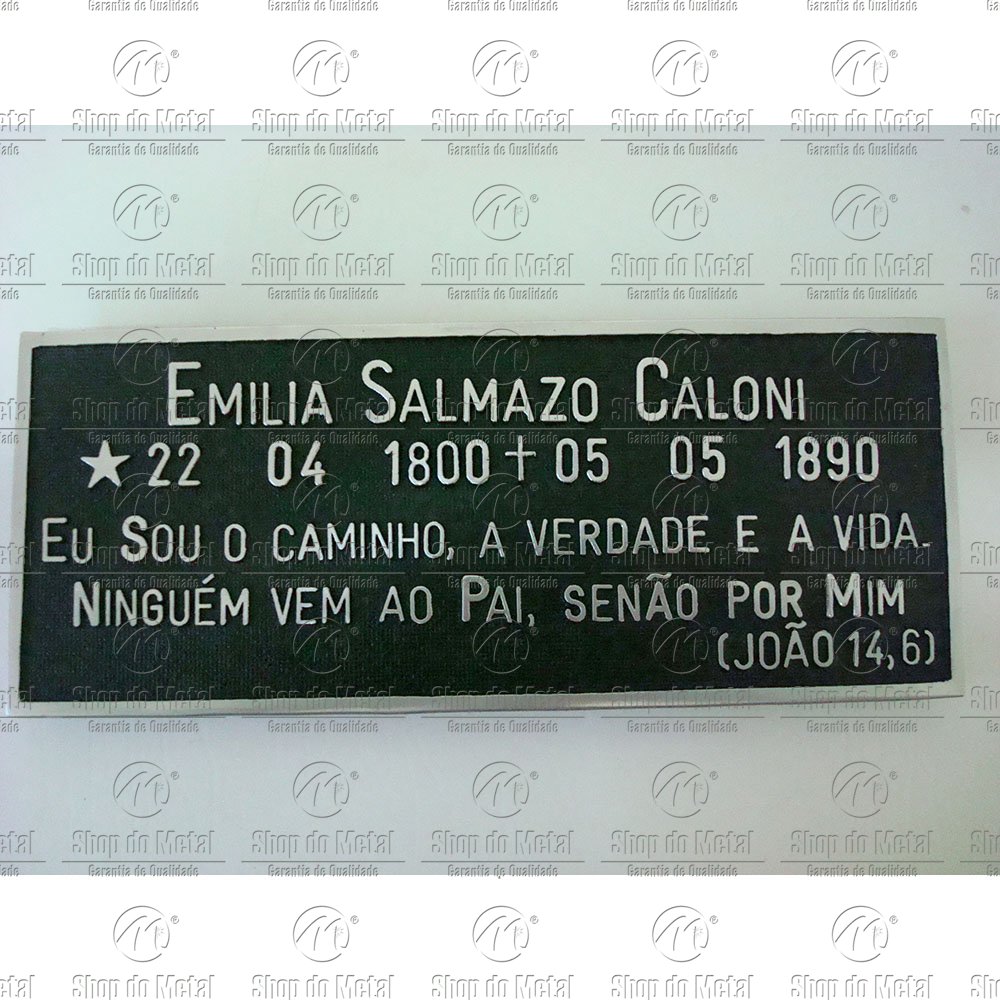 EMILIA SALMAZO CALONI
★ 22 04 1800 † 05 05 1890
EU SOU O CAMINHO, A VERDADE E A VIDA.
NINGUÉM VEM AO PAI, SENÃO POR MIM
(JOÃO 14,6)
Shop do Metal
Garantia de Qualidade